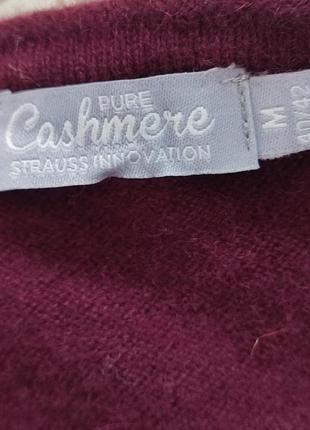 PURE
Cashmere
STRAUSS INNOVATION
M
40/42